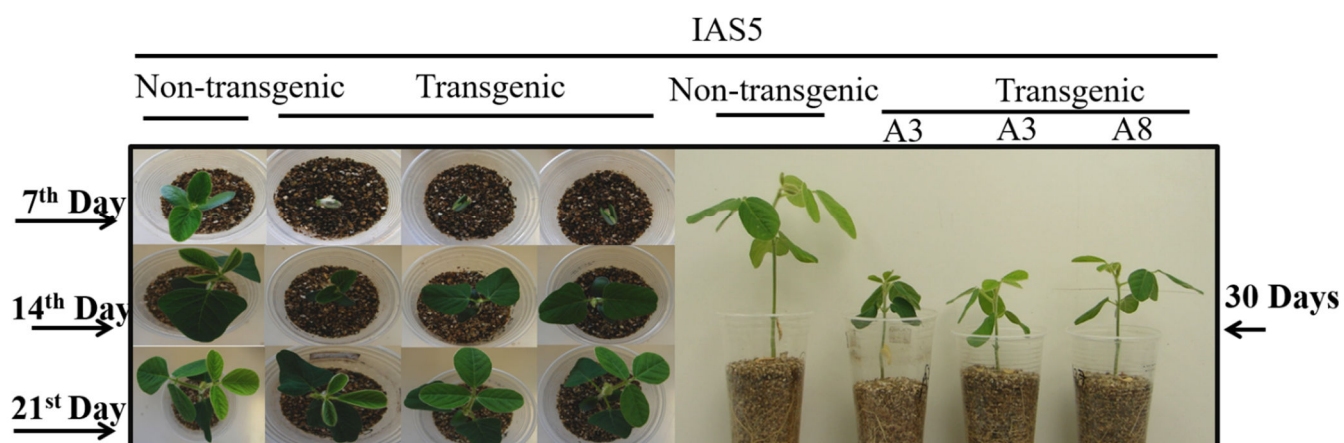 IAS5
Non-transgenic Transgenic Non-transgenic Transgenic
A3 A3 A8
7th Day
14th Day
30 Days
21st Day